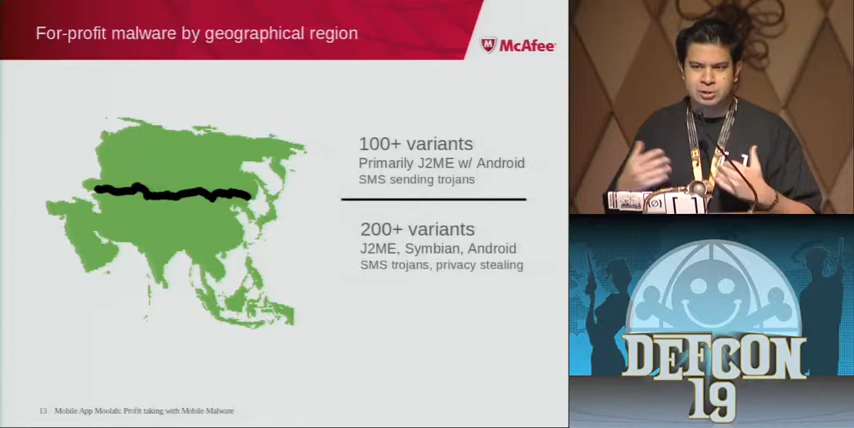 For-profit malware by geographical region
McAfee
100+ variants
Primarily J2ME w/ Android
SMS sending trojans
200+ variants
J2ME, Symbian, Android
SMS trojans, privacy stealing
13 Mobile App Moolah: Profit taking with Mobile Malware
DEFCON
19